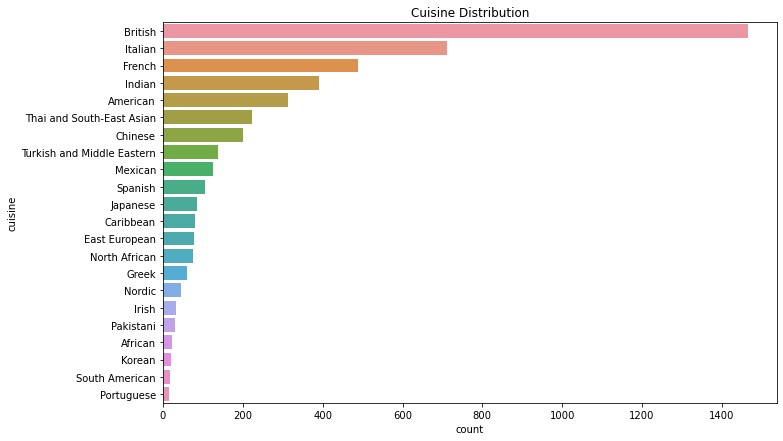 Cuisine Distribution
British
Italian
French
Indian
American
Thai and South-East Asian
Chinese
Turkish and Middle Eastern
Mexican
Spanish
Japanese
Caribbean
East European
North African
Greek
Nordic
Irish
Pakistani
African
Korean
South American
Portuguese
cuisine
0 200 400 600 800 1000 1200 1400
count